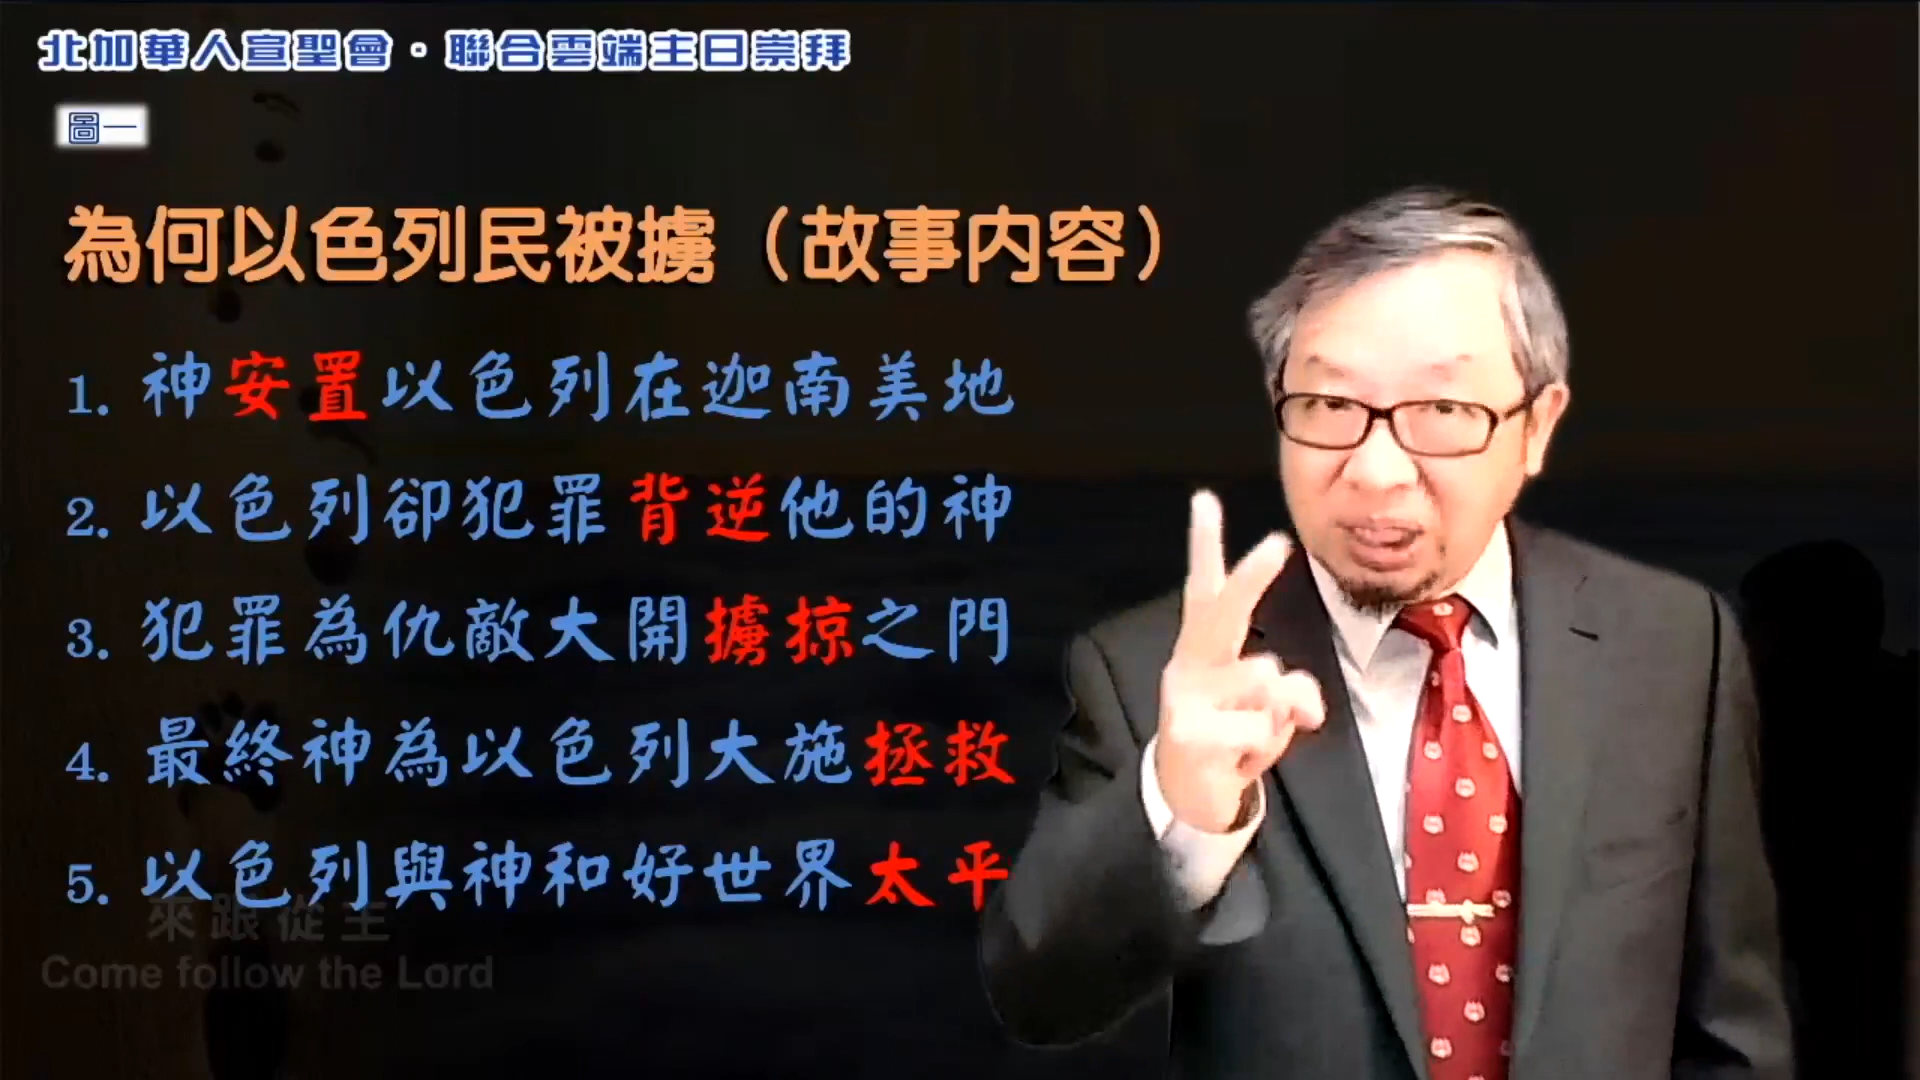 北加華人宣聖會·聯合雲端主日崇拜
圖一
為何以色列民被擄（故事内容）
1. 神安置以色列在迦南美地
2. 以色列卻犯罪背逆他的神
3. 犯罪為仇敵大開擄掠之門
4. 最終神為以色列大施拯救
5. 以色列與神和好世界太平
來跟從主
Come follow the Lord